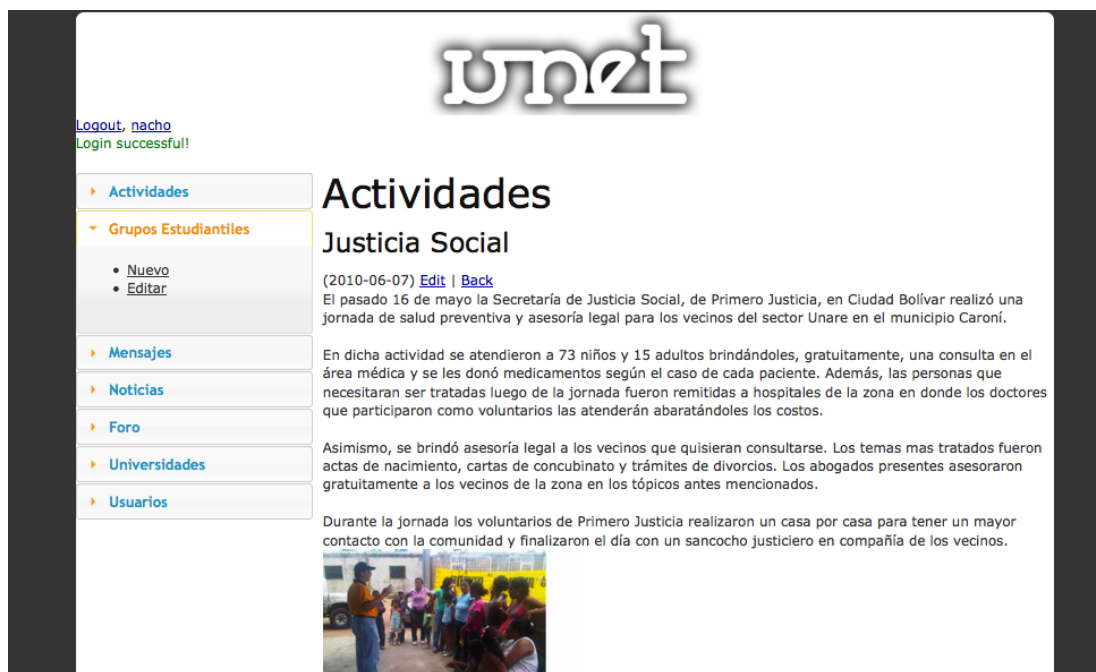 unet
Logout, nacho
Login successful!
Actividades
Grupos Estudiantiles
Nuevo
Editar
Mensajes
Noticias
Foro
Universidades
Usuarios
Actividades
Justicia Social
(2010-06-07) Edit | Back
El pasado 16 de mayo la Secretaría de Justicia Social, de Primero Justicia, en Ciudad Bolívar realizó una
jornada de salud preventiva y asesoría legal para los vecinos del sector Unare en el municipio Caroní.
En dicha actividad se atendieron a 73 niños y 15 adultos brindándoles, gratuitamente, una consulta en el
área médica y se les donó medicamentos según el caso de cada paciente. Además, las personas que
necesitaran ser tratadas luego de la jornada fueron remitidas a hospitales de la zona en donde los doctores
que participaron como voluntarios las atenderán abaratándoles los costos.
Asimismo, se brindó asesoría legal a los vecinos que quisieran consultarse. Los temas mas tratados fueron
actas de nacimiento, cartas de concubinato y trámites de divorcios. Los abogados presentes asesoraron
gratuitamente a los vecinos de la zona en los tópicos antes mencionados.
Durante la jornada los voluntarios de Primero Justicia realizaron un casa por casa para tener un mayor
contacto con la comunidad y finalizaron el día con un sancocho justiciero en compañía de los vecinos.